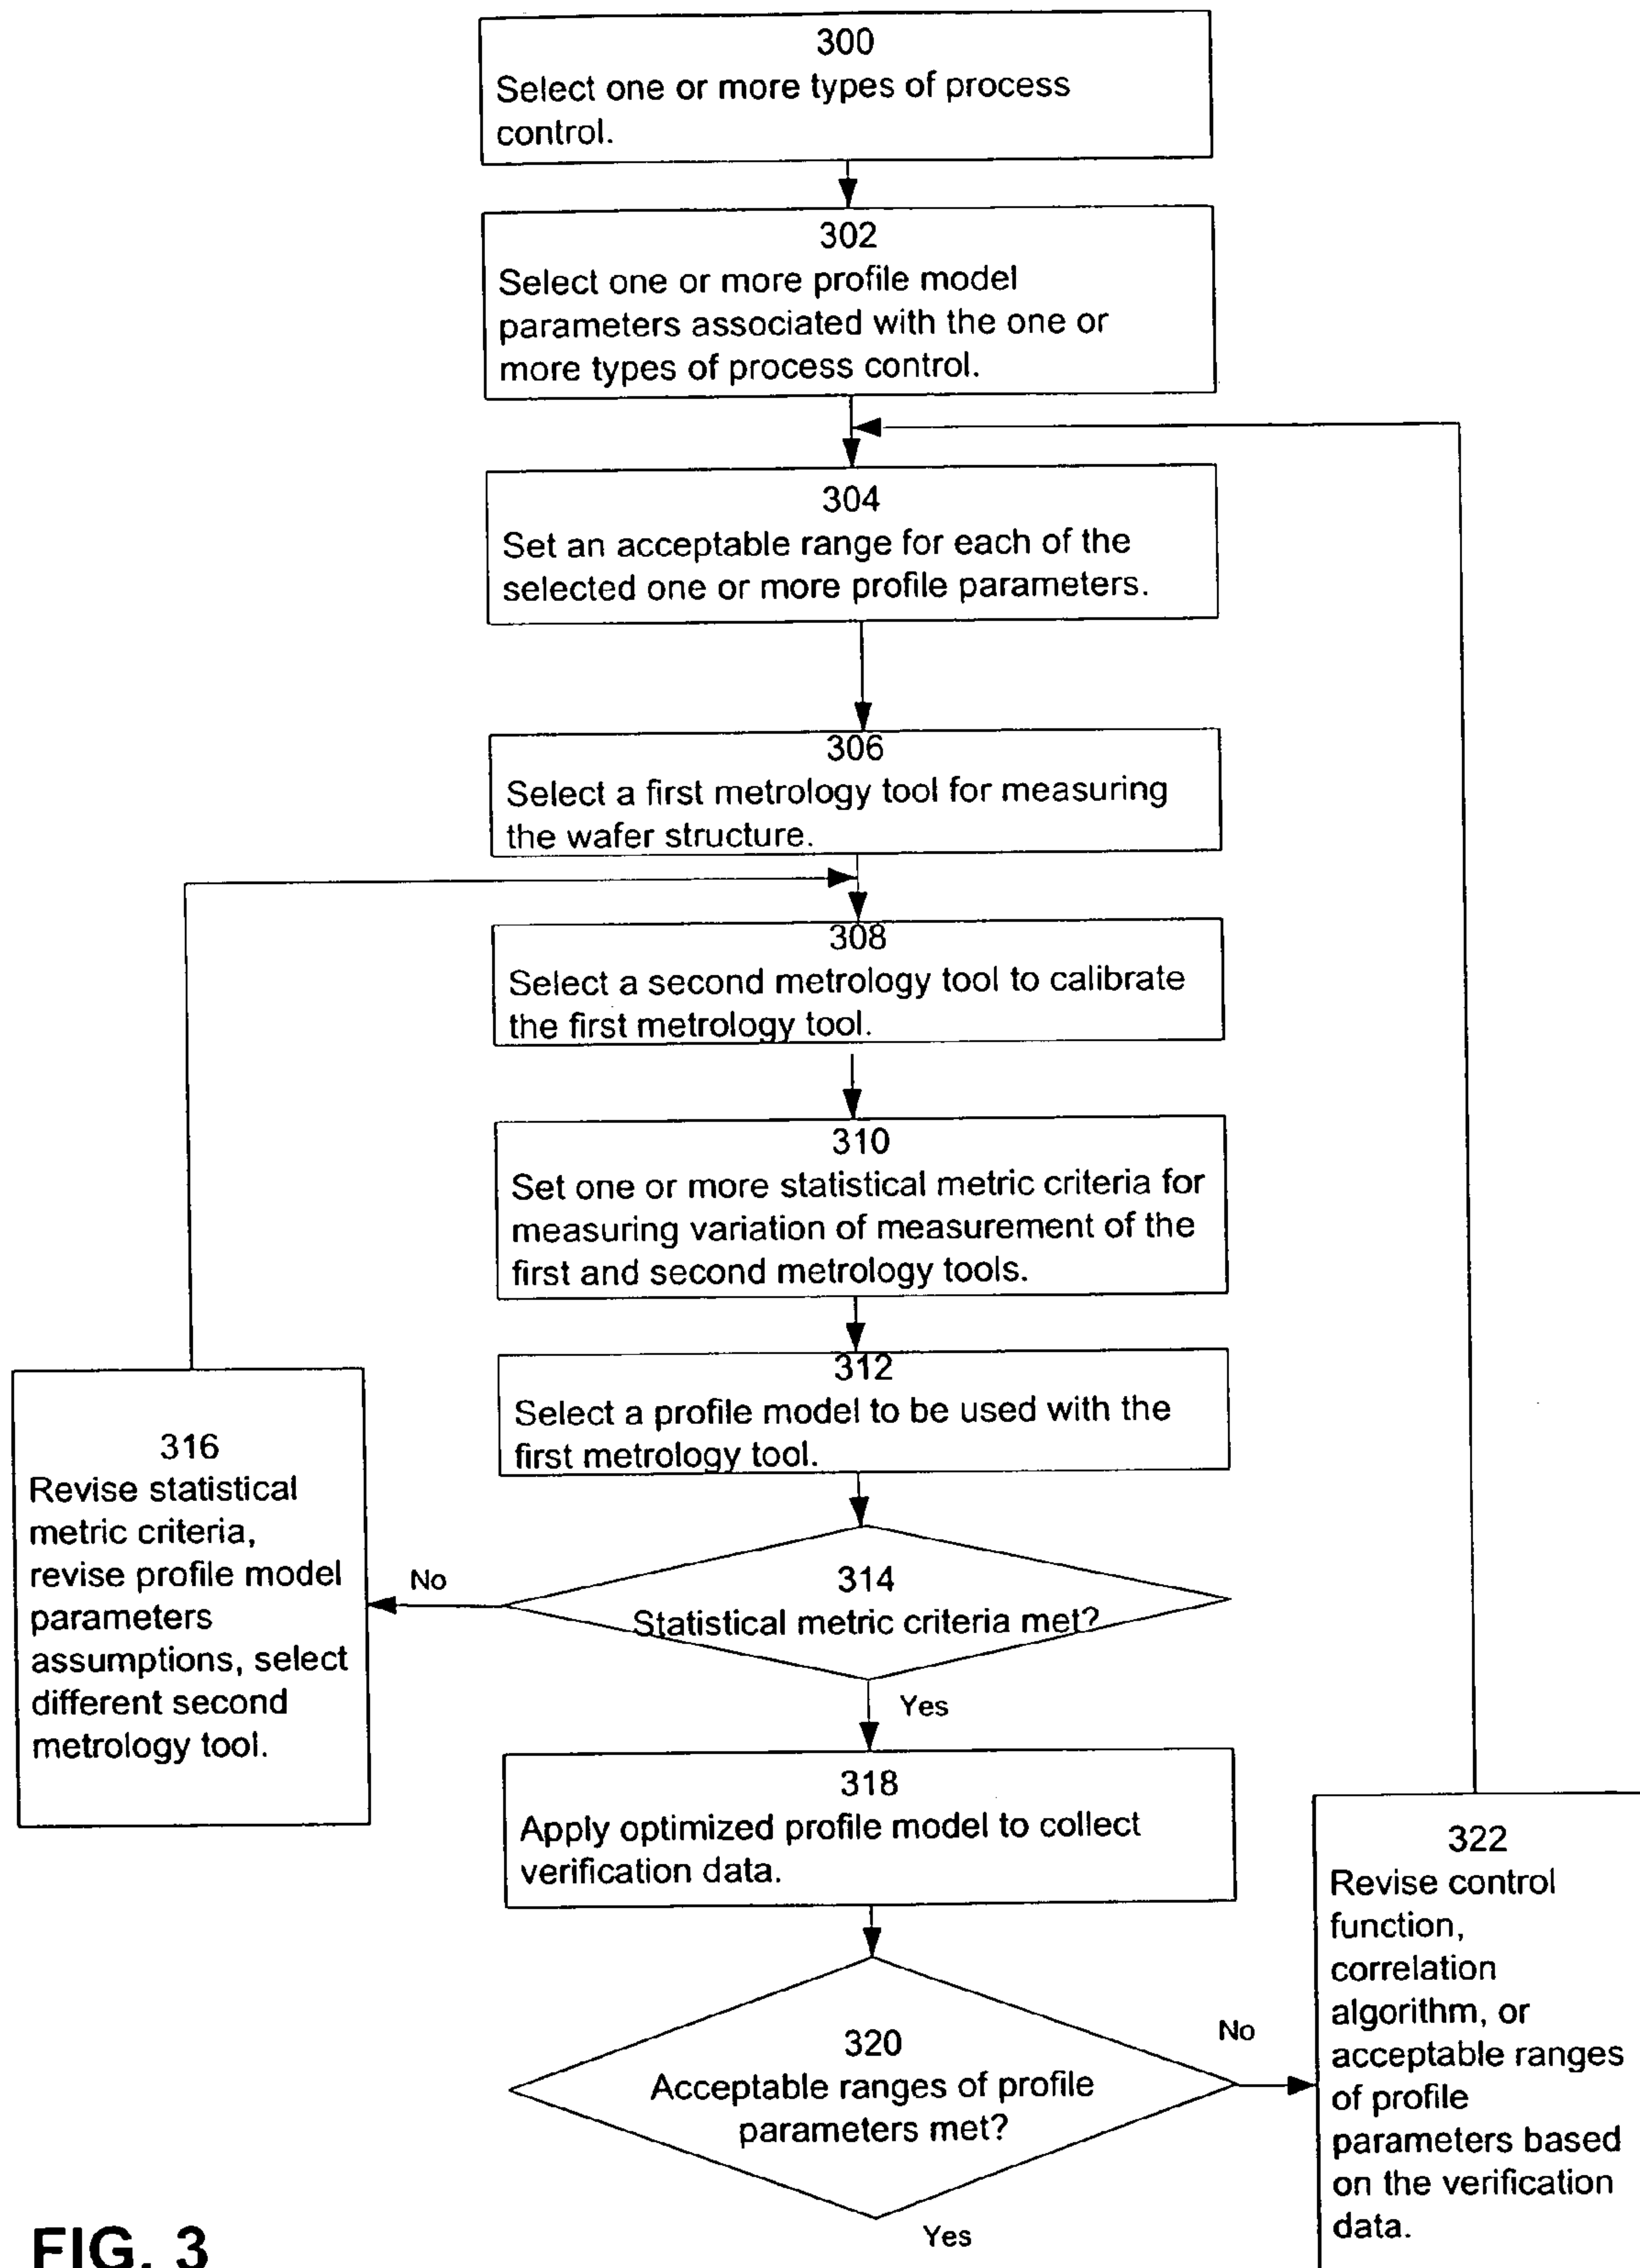 300
Select one or more types of process
control.
302
Select one or more profile model
parameters associated with the one or
more types of process control.
304
Set an acceptable range for each of the
selected one or more profile parameters.
306
Select a first metrology tool for measuring
the wafer structure.
308
Select a second metrology tool to calibrate
the first metrology tool.
310
Set one or more statistical metric criteria for
measuring variation of measurement of the
first and second metrology tools.
312
Select a profile model to be used with the
first metrology tool.
314
Statistical metric criteria met?
No
316
Revise statistical
metric criteria,
revise profile model
parameters
assumptions, select
different second
metrology tool.
Yes
318
Apply optimized profile model to collect
verification data.
320
Acceptable ranges of profile
parameters met?
No
322
Revise control
function,
correlation
algorithm, or
acceptable ranges
of profile
parameters based
on the verification
data.
Yes
FIG. 3